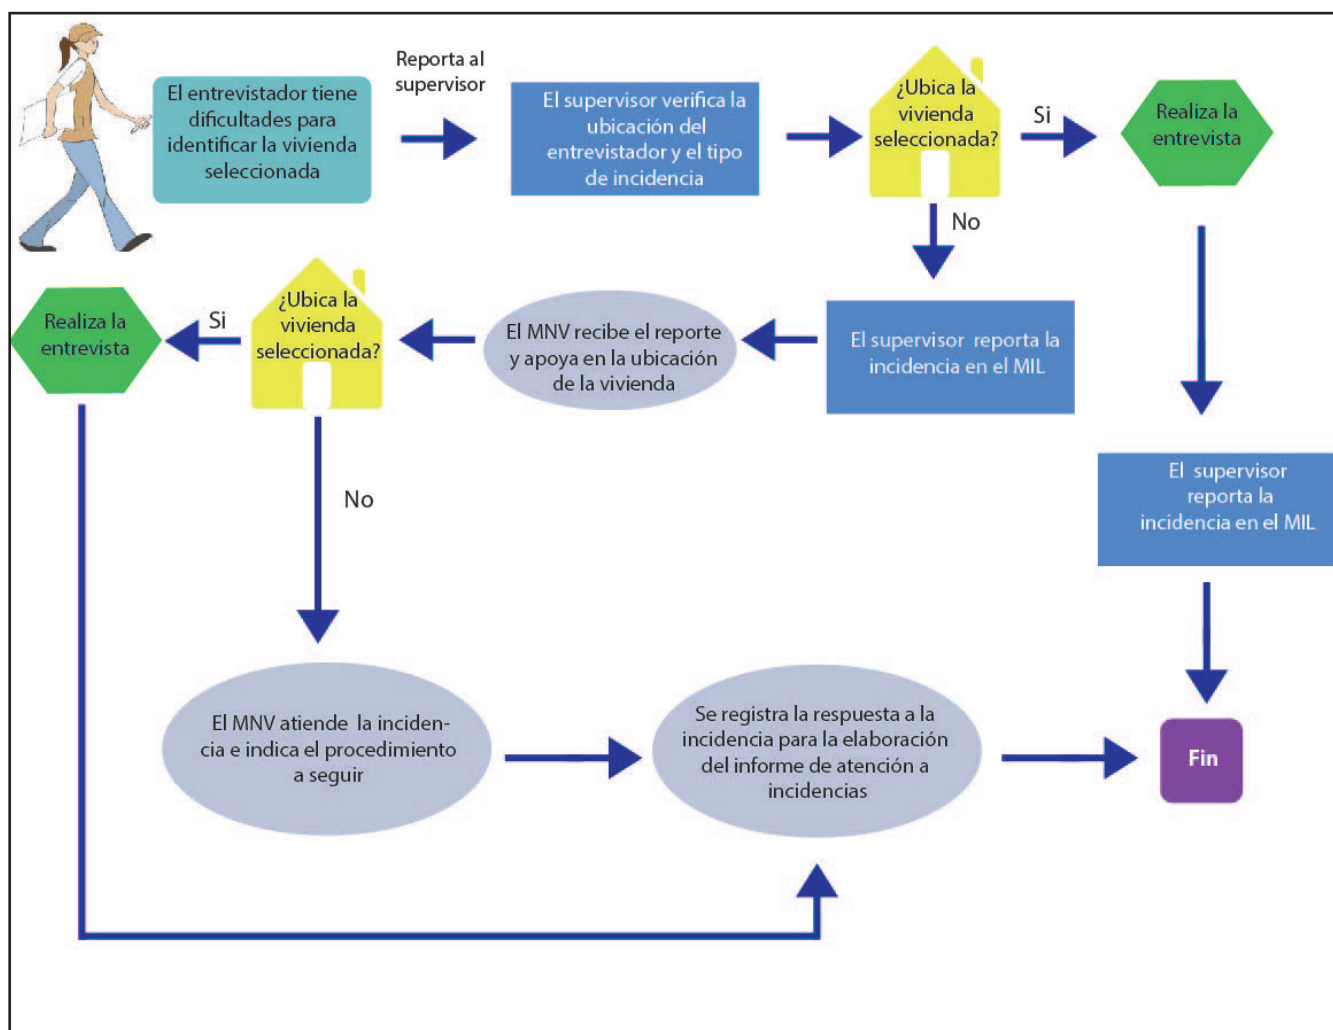 El entrevistador tiene
dificultades para
identificar la vivienda
seleccionada
Reporta al
supervisor
El supervisor verifica la
ubicación del
entrevistador y el tipo
de incidencia
¿Ubica la
vivienda
seleccionada?
Si
Realiza la
entrevista
No
El supervisor reporta la
incidencia en el MIL
El MNV recibe el reporte
y apoya en la ubicación
de la vivienda
¿Ubica la
vivienda
seleccionada?
Si
Realiza la
entrevista
No
El supervisor
reporta la
incidencia en el MIL
El MNV atiende la inciden-
cia e indica el procedimiento
a seguir
Se registra la respuesta a la
incidencia para la elaboración
del informe de atención a
incidencias
Fin